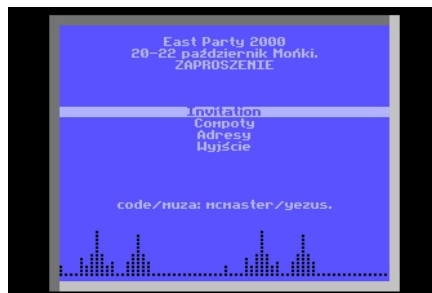 East Party 2000
20-22 październik Mońki.
ZAPROSZENIE
Invitation
Compoty
Adresy
Wyjście
code/muza: mcmaster/yezus.